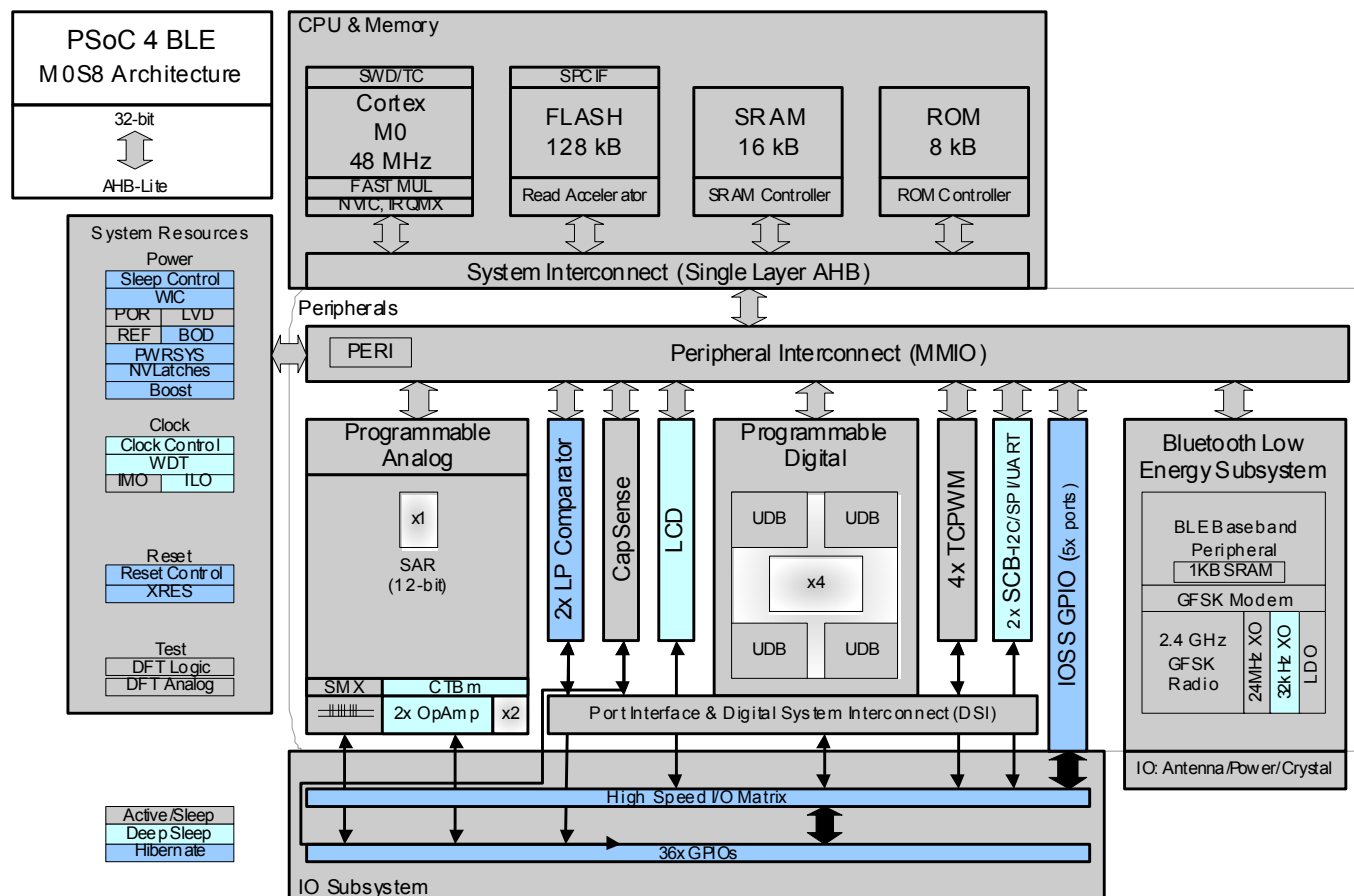 PSoC 4 BLE
M0S8 Architecture
32-bit
AHB-Lite
CPU & Memory
SWD/TC
Cortex
M0
48 MHz
FAST MUL
NVIC, IRQMX
SPCIF
FLASH
128 kB
Read Accelerator
SRAM
16 kB
SRAM Controller
ROM
8 kB
ROM Controller
System Interconnect (Single Layer AHB)
System Resources
Power
Sleep Control
WIC
POR
LVD
REF
BOD
PWRSYS
NVLatches
Boost
Clock
Clock Control
WDT
IMO
ILO
Reset
Reset Control
XRES
Test
DFT Logic
DFT Analog
Peripherals
PERI
Peripheral Interconnect (MMIO)
Programmable
Analog
x1
SAR
(12-bit)
SMX
CTBm
2x OpAmp
x2
2x LP Comparator
CapSense
LCD
Programmable
Digital
UDB
UDB
x4
UDB
UDB
4x TCPWM
2x SCB-I2C/SPI/UART
IOSS GPIO (5x ports)
Bluetooth Low
Energy Subsystem
BLE Baseband
Peripheral
1KB SRAM
GFSK Modem
2.4 GHz
GFSK
Radio
24MHz XO
32kHz XO
LDO
IO: Antenna/Power/Crystal
Port Interface & Digital System Interconnect (DSI)
High Speed I/O Matrix
36x GPIOs
IO Subsystem
Active/Sleep
Deep Sleep
Hibernate